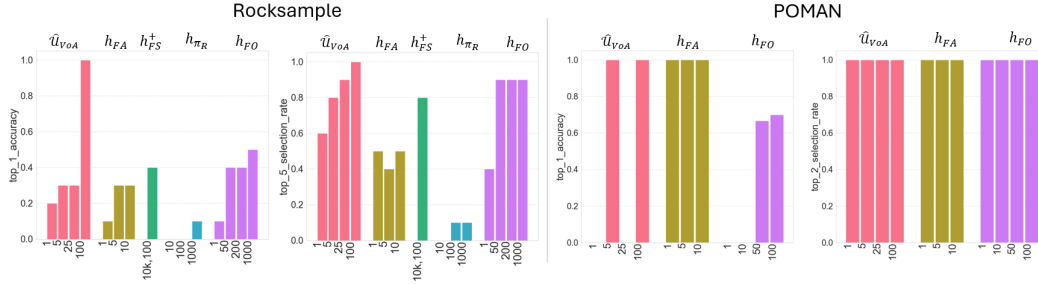 Rocksample
POMAN
û_VoA h_FA h_FS^+ h_πR h_FO
û_VoA h_FA h_FS^+ h_πR h_FO
û_VoA h_FA h_FO
û_VoA h_FA h_FO
top_1_accuracy
1.0
0.8
0.6
0.4
0.2
0.0
1 5 25 100 1 5 10 10k,100 10 100 1000 1 50 200 1000
top_5_selection_rate
1.0
0.8
0.6
0.4
0.2
0.0
1 5 25 100 1 5 10 10k,100 10 100 1000 1 50 200 1000
top_1_accuracy
1.0
0.8
0.6
0.4
0.2
0.0
1 5 25 100 1 5 10 1 10 50 100
top_2_selection_rate
1.0
0.8
0.6
0.4
0.2
0.0
1 5 25 100 1 5 10 1 10 50 100